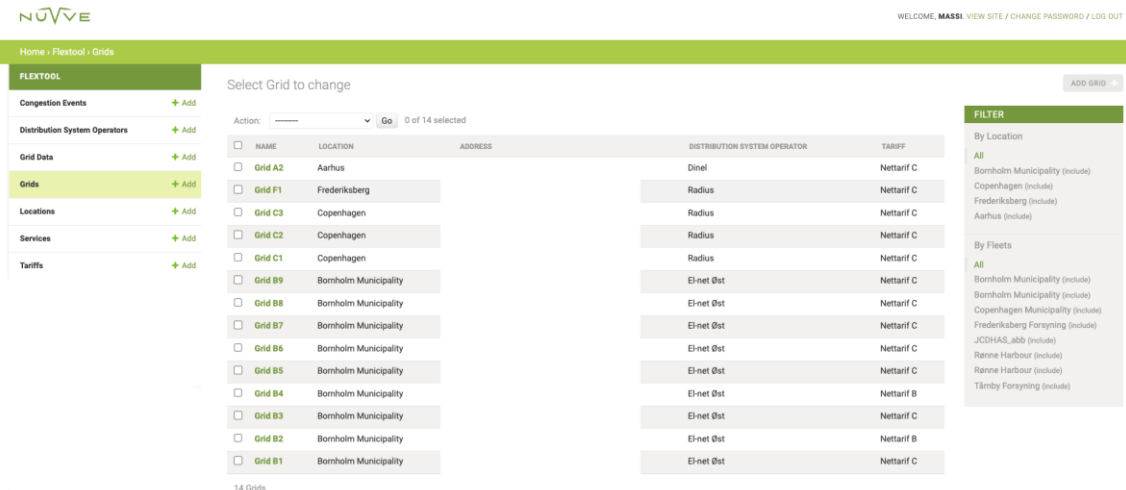 NUVVE
WELCOME, MASSI. VIEW SITE / CHANGE PASSWORD / LOG OUT
Home › Flextool › Grids
FLEXTOOL
Congestion Events + Add
Distribution System Operators + Add
Grid Data + Add
Grids + Add
Locations + Add
Services + Add
Tariffs + Add
Select Grid to change
ADD GRID +
Action: --------- Go 0 of 14 selected
NAME LOCATION ADDRESS DISTRIBUTION SYSTEM OPERATOR TARIFF
Grid A2 Aarhus Dinel Nettarif C
Grid F1 Frederiksberg Radius Nettarif C
Grid C3 Copenhagen Radius Nettarif C
Grid C2 Copenhagen Radius Nettarif C
Grid C1 Copenhagen Radius Nettarif C
Grid B9 Bornholm Municipality El-net Øst Nettarif C
Grid B8 Bornholm Municipality El-net Øst Nettarif C
Grid B7 Bornholm Municipality El-net Øst Nettarif C
Grid B6 Bornholm Municipality El-net Øst Nettarif C
Grid B5 Bornholm Municipality El-net Øst Nettarif C
Grid B4 Bornholm Municipality El-net Øst Nettarif B
Grid B3 Bornholm Municipality El-net Øst Nettarif C
Grid B2 Bornholm Municipality El-net Øst Nettarif B
Grid B1 Bornholm Municipality El-net Øst Nettarif C
14 Grids
FILTER
By Location
All
Bornholm Municipality (include)
Copenhagen (include)
Frederiksberg (include)
Aarhus (include)
By Fleets
All
Bornholm Municipality (include)
Bornholm Municipality (include)
Copenhagen Municipality (include)
Frederiksberg Forsyning (include)
JCDHAS_abb (include)
Rønne Harbour (include)
Rønne Harbour (include)
Tårnby Forsyning (include)